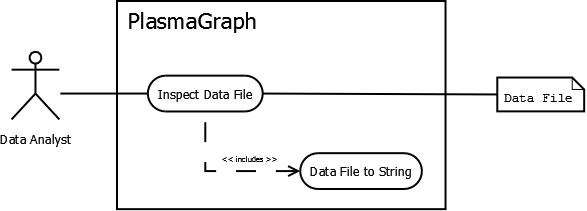 PlasmaGraph
Inspect Data File
Data File
Data Analyst
<< includes >>
Data File to String